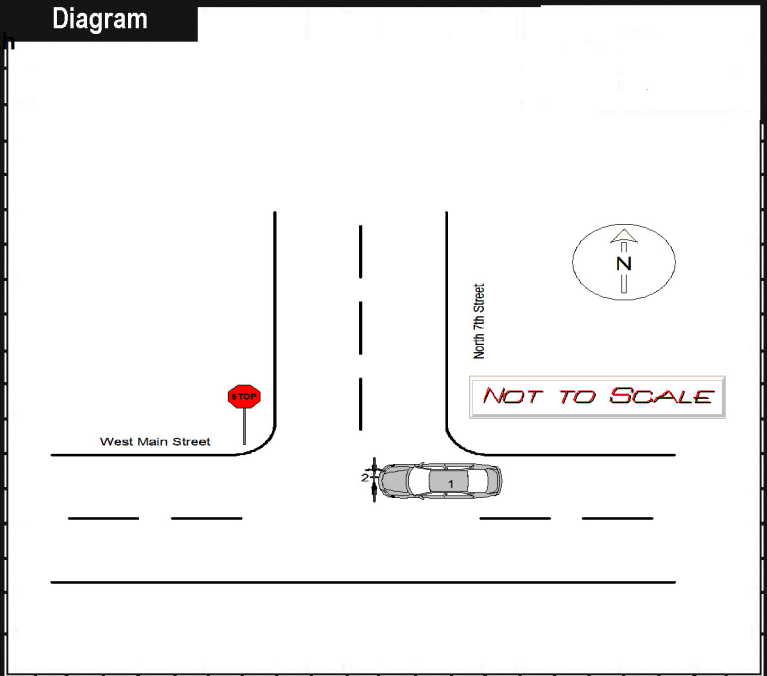 Diagram
h
N
North 7th Street
STOP
NOT TO SCALE
West Main Street
2
1